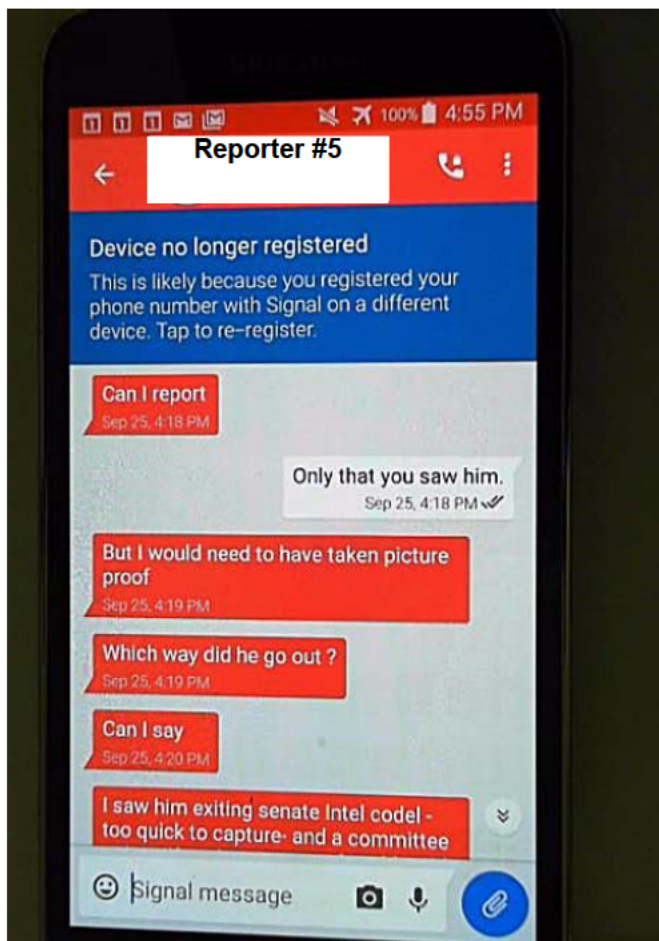 1 1 1 100% 4:55 PM
Reporter #5
Device no longer registered
This is likely because you registered your
phone number with Signal on a different
device. Tap to re-register.
Can I report
Sep 25, 4:18 PM
Only that you saw him.
Sep 25, 4:18 PM
But I would need to have taken picture
proof
Sep 25, 4:19 PM
Which way did he go out ?
Sep 25, 4:19 PM
Can I say
Sep 25, 4:20 PM
I saw him exiting senate Intel codel -
too quick to capture- and a committee
Signal message